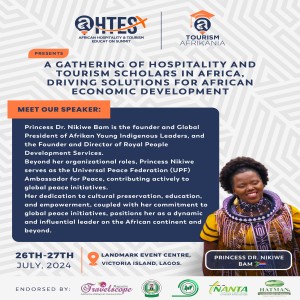 AHTES
AFRICAN HOSPITALITY & TOURISM
EDUCATION SUMMIT
TOURISM
AFRIKANIA
PRESENTS
A GATHERING OF HOSPITALITY AND
TOURISM SCHOLARS IN AFRICA,
DRIVING SOLUTIONS FOR AFRICAN
ECONOMIC DEVELOPMENT
MEET OUR SPEAKER:
Princess Dr. Nikiwe Bam is the founder and Global
President of Afrikan Young Indigenous Leaders, and
the Founder and Director of Royal People
Development Services.
Beyond her organizational roles, Princess Nikiwe
serves as the Universal Peace Federation (UPF)
Ambassador for Peace, contributing actively to
global peace initiatives.
Her dedication to cultural preservation, education,
and empowerment, coupled with her commitment to
global peace initiatives, positions her as a dynamic
and influential leader on the African continent and
beyond.
26TH-27TH
JULY, 2024
LANDMARK EVENT CENTRE,
VICTORIA ISLAND, LAGOS.
PRINCESS DR. NIKIWE
BAM
ENDORSED BY:
Travelscope
NANTA
HATMAN